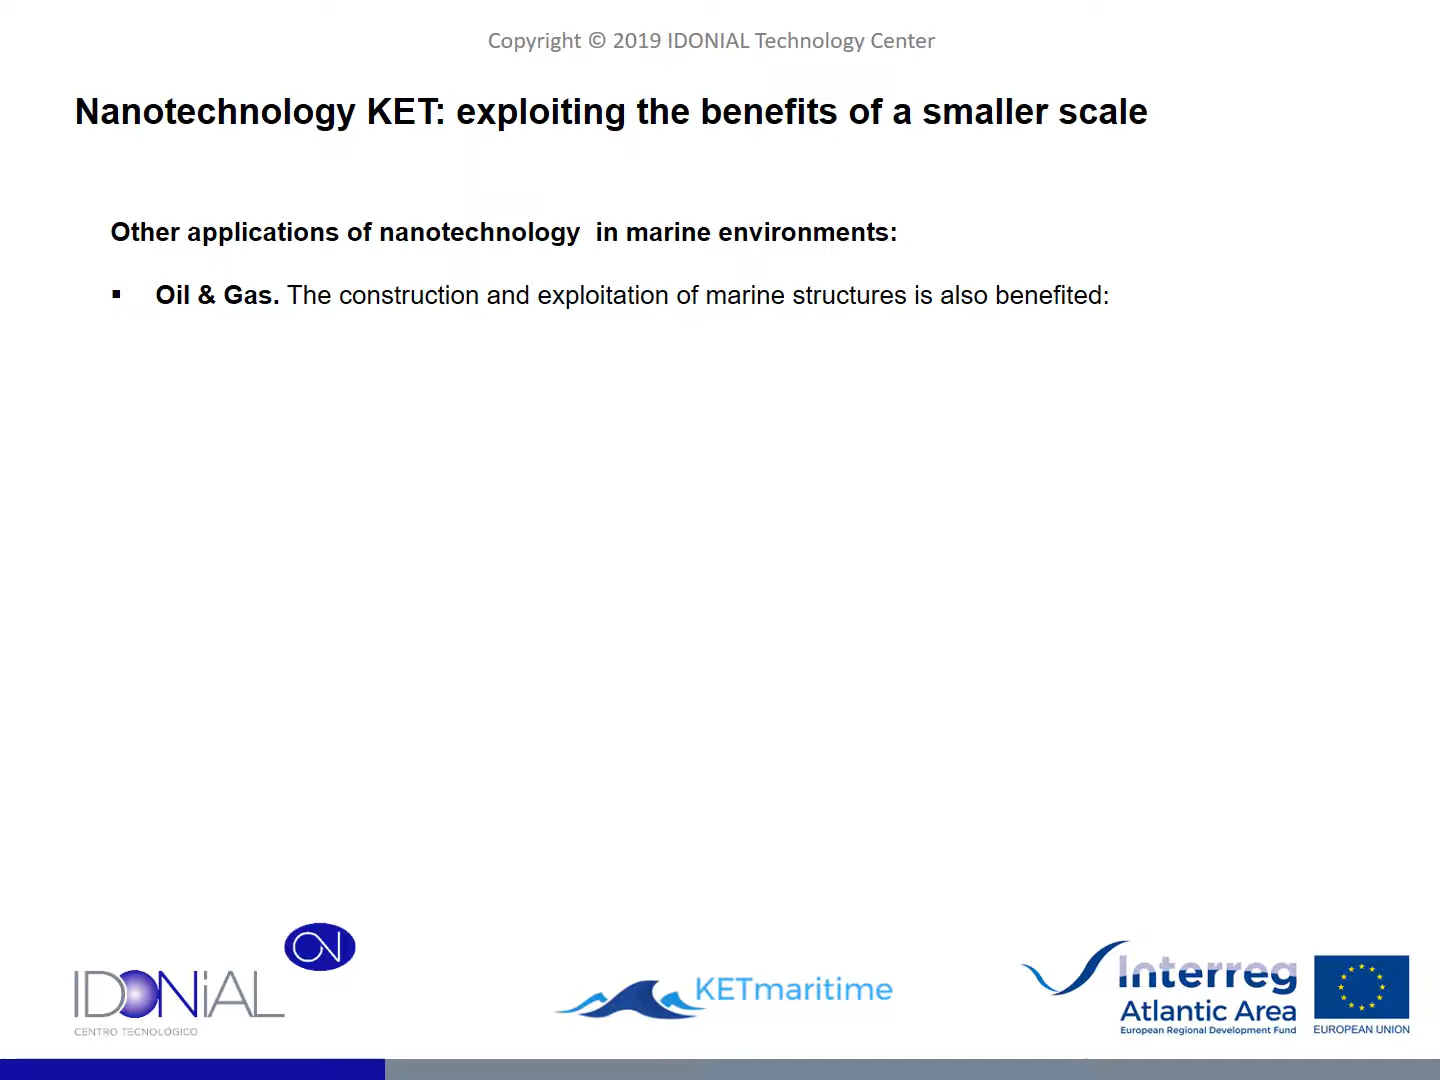 Copyright © 2019 IDONIAL Technology Center
Nanotechnology KET: exploiting the benefits of a smaller scale
Other applications of nanotechnology  in marine environments:
▪ Oil & Gas. The construction and exploitation of marine structures is also benefited:
ON
IDONiAL
CENTRO TECNOLÓGICO
KETmaritime
Interreg
Atlantic Area
European Regional Development Fund
EUROPEAN UNION